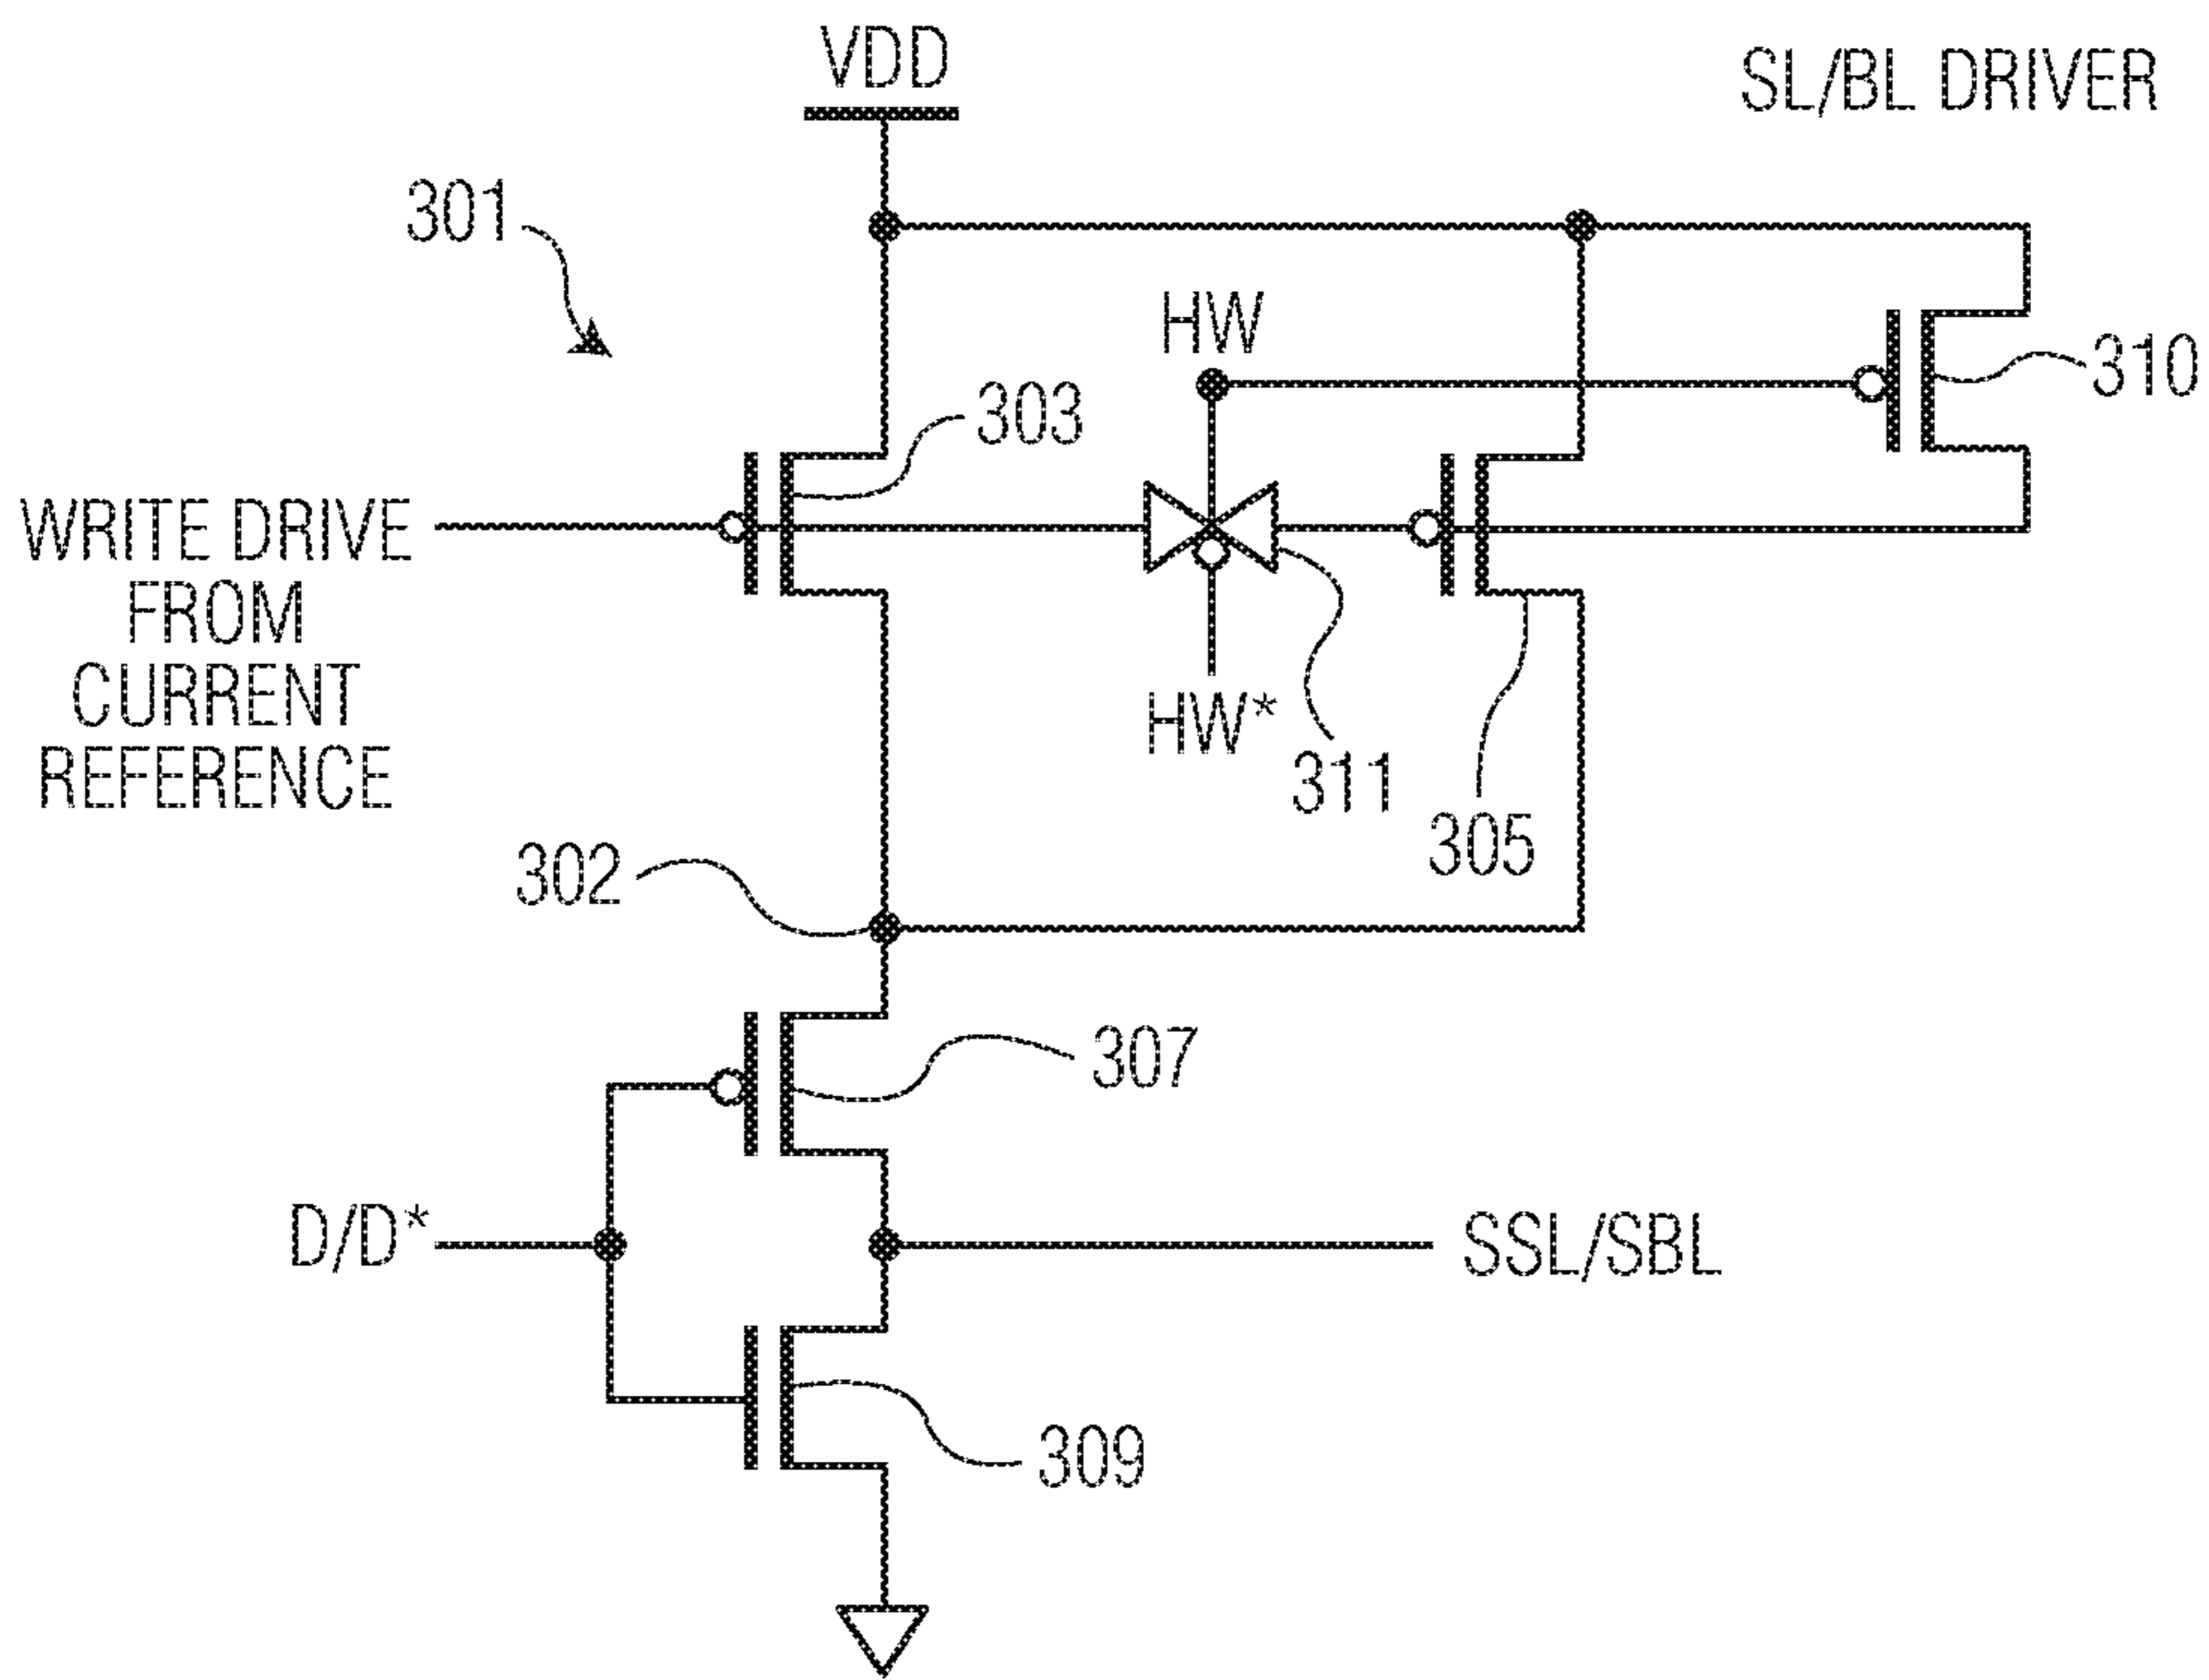 VDD
SL/BL DRIVER
301
HW
310
303
WRITE DRIVE
FROM
CURRENT
REFERENCE
HW*
311
305
302
307
D/D*
SSL/SBL
309